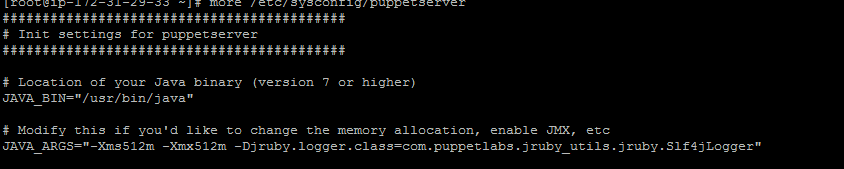 [root@ip-172-31-29-33 ~]# more /etc/sysconfig/puppetserver
###########################################
# Init settings for puppetserver
###########################################
# Location of your Java binary (version 7 or higher)
JAVA_BIN="/usr/bin/java"
# Modify this if you'd like to change the memory allocation, enable JMX, etc
JAVA_ARGS="-Xms512m -Xmx512m -Djruby.logger.class=com.puppetlabs.jruby_utils.jruby.Slf4jLogger"